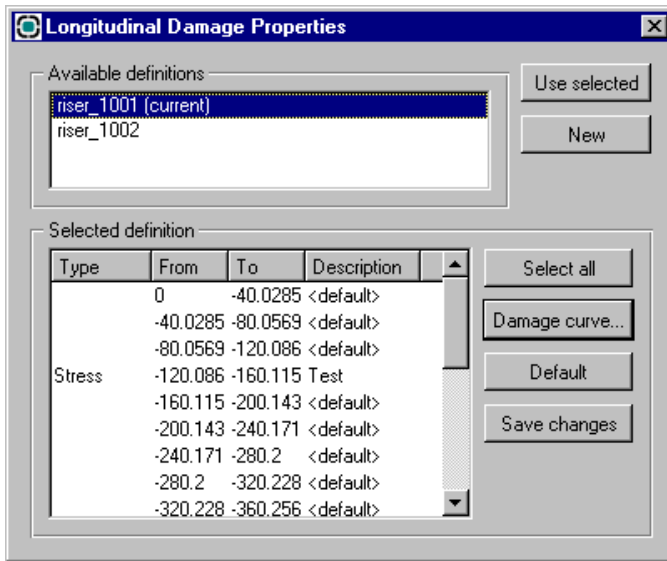 Longitudinal Damage Properties
Available definitions
riser_1001 (current)
riser_1002
Use selected
New
Selected definition
Type From To Description
0 -40.0285 <default>
-40.0285 -80.0569 <default>
-80.0569 -120.086 <default>
Stress -120.086 -160.115 Test
-160.115 -200.143 <default>
-200.143 -240.171 <default>
-240.171 -280.2 <default>
-280.2 -320.228 <default>
-320.228 -360.256 <default>
Select all
Damage curve...
Default
Save changes